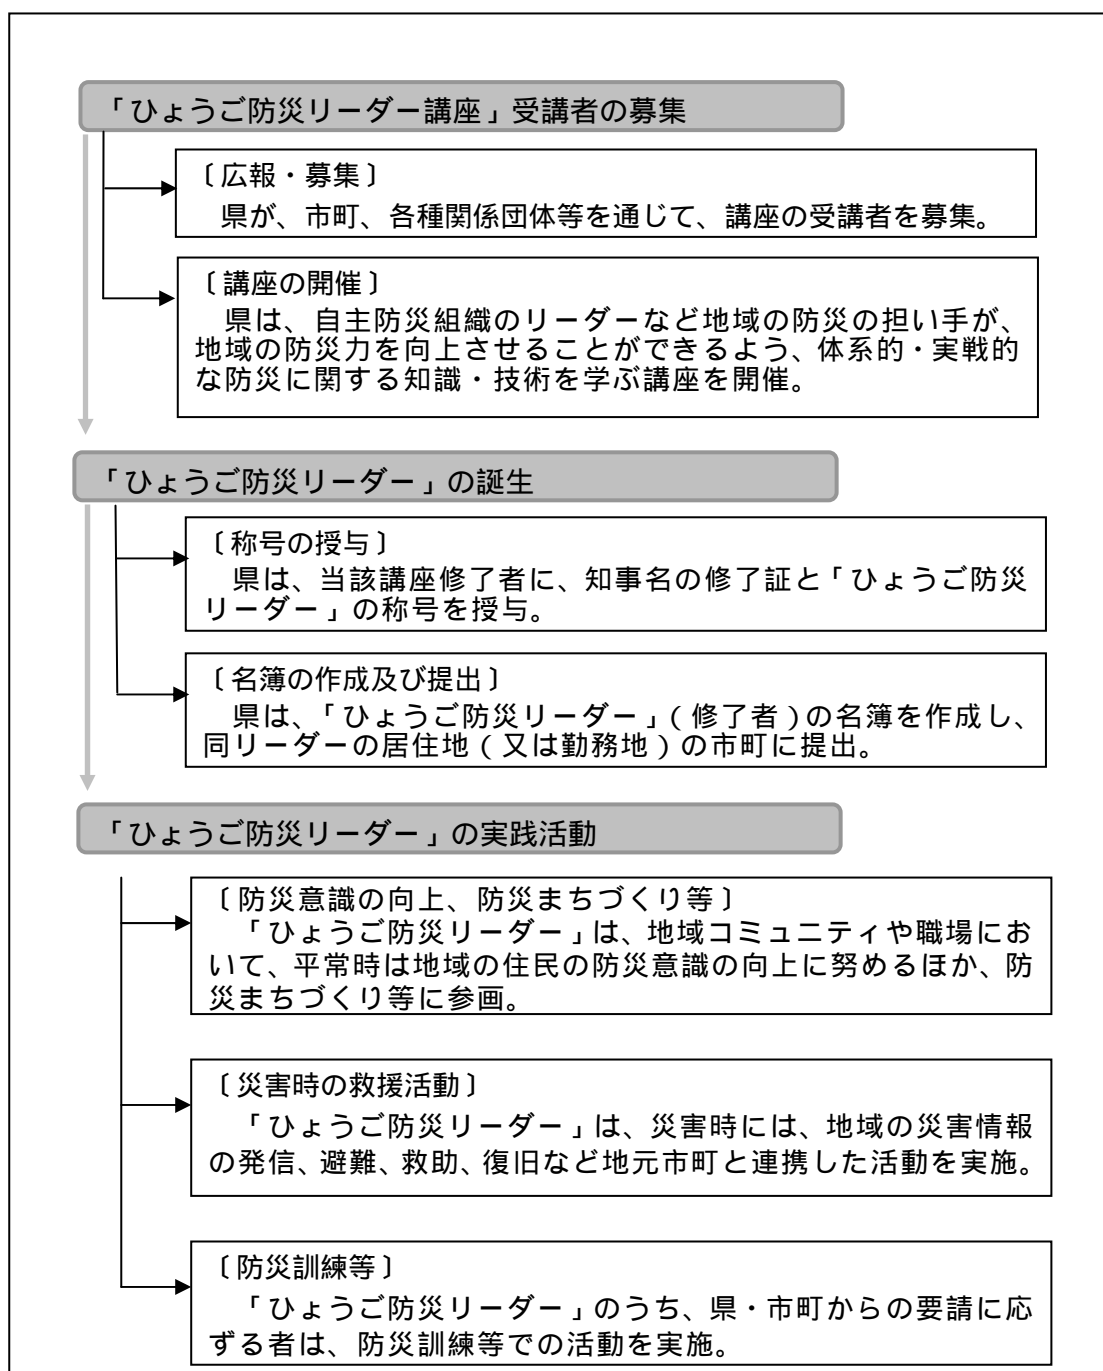 「ひょうご防災リーダー講座」受講者の募集
〔広報・募集〕
県が、市町、各種関係団体等を通じて、講座の受講者を募集。
〔講座の開催〕
県は、自主防災組織のリーダーなど地域の防災の担い手が、
地域の防災力を向上させることができるよう、体系的・実戦的
な防災に関する知識・技術を学ぶ講座を開催。
「ひょうご防災リーダー」の誕生
〔称号の授与〕
県は、当該講座修了者に、知事名の修了証と「ひょうご防災
リーダー」の称号を授与。
〔名簿の作成及び提出〕
県は、「ひょうご防災リーダー」(修了者)の名簿を作成し、
同リーダーの居住地(又は勤務地)の市町に提出。
「ひょうご防災リーダー」の実践活動
〔防災意識の向上、防災まちづくり等〕
「ひょうご防災リーダー」は、地域コミュニティや職場にお
いて、平常時は地域の住民の防災意識の向上に努めるほか、防
災まちづくり等に参画。
〔災害時の救援活動〕
「ひょうご防災リーダー」は、災害時には、地域の災害情報
の発信、避難、救助、復旧など地元市町と連携した活動を実施。
〔防災訓練等〕
「ひょうご防災リーダー」のうち、県・市町からの要請に応
ずる者は、防災訓練等での活動を実施。